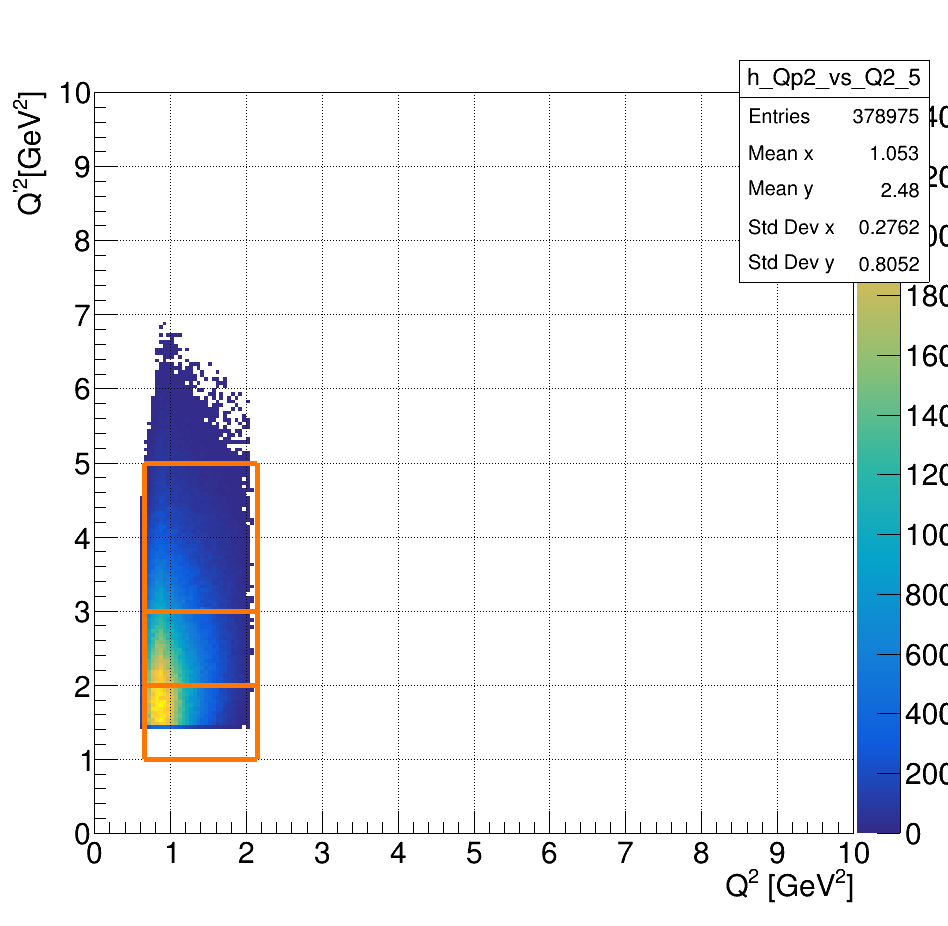 h_Qp2_vs_Q2_5
Entries 378975
Mean x 1.053
Mean y 2.48
Std Dev x 0.2762
Std Dev y 0.8052
Q'2[GeV2]
10
9
8
7
6
5
4
3
2
1
0
0 1 2 3 4 5 6 7 8 9 10
Q2 [GeV2]
180
160
140
120
100
800
600
400
200
0